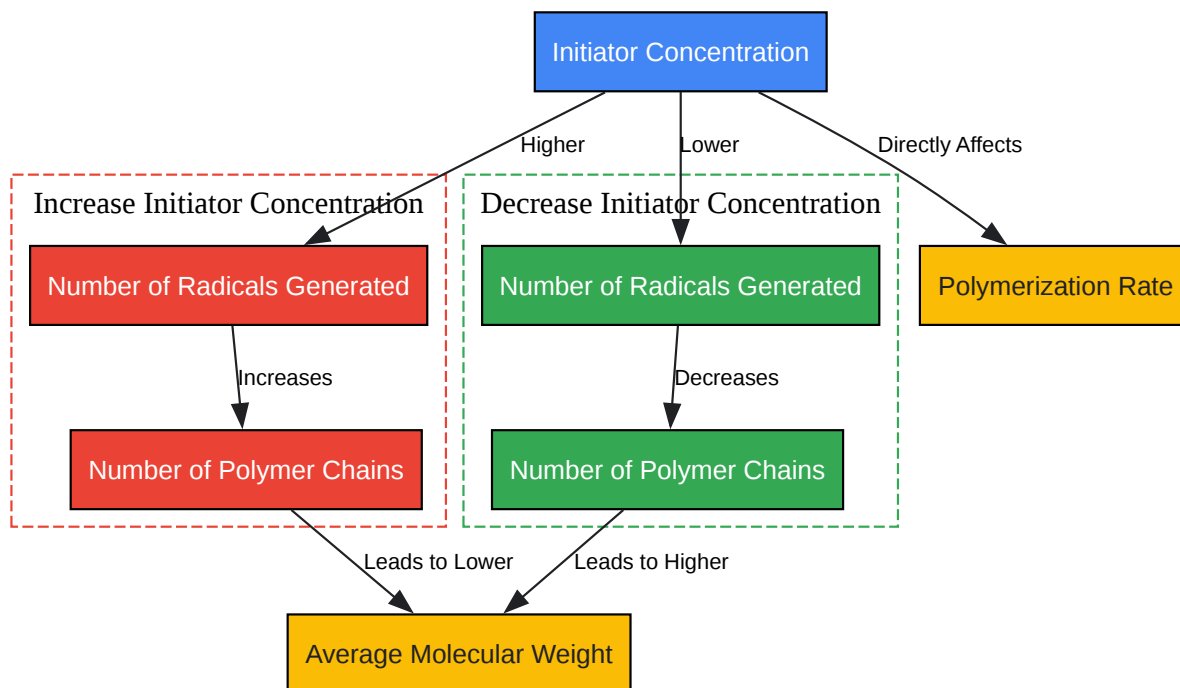 Initiator Concentration
Higher
Lower
Directly Affects
Increase Initiator Concentration
Decrease Initiator Concentration
Number of Radicals Generated
Number of Radicals Generated
Polymerization Rate
Increases
Decreases
Number of Polymer Chains
Number of Polymer Chains
Leads to Lower
Leads to Higher
Average Molecular Weight